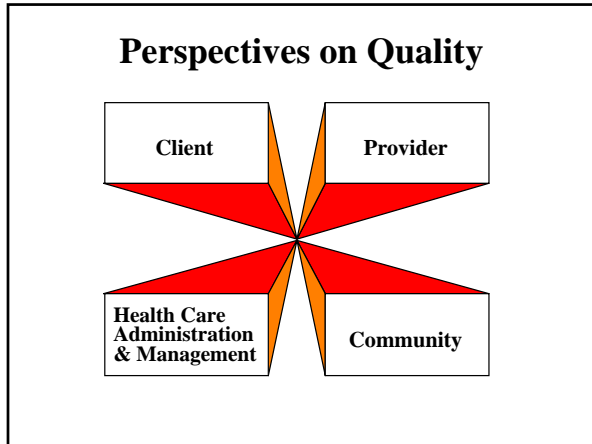 Perspectives on Quality
Client
Provider
Health Care
Administration
& Management
Community